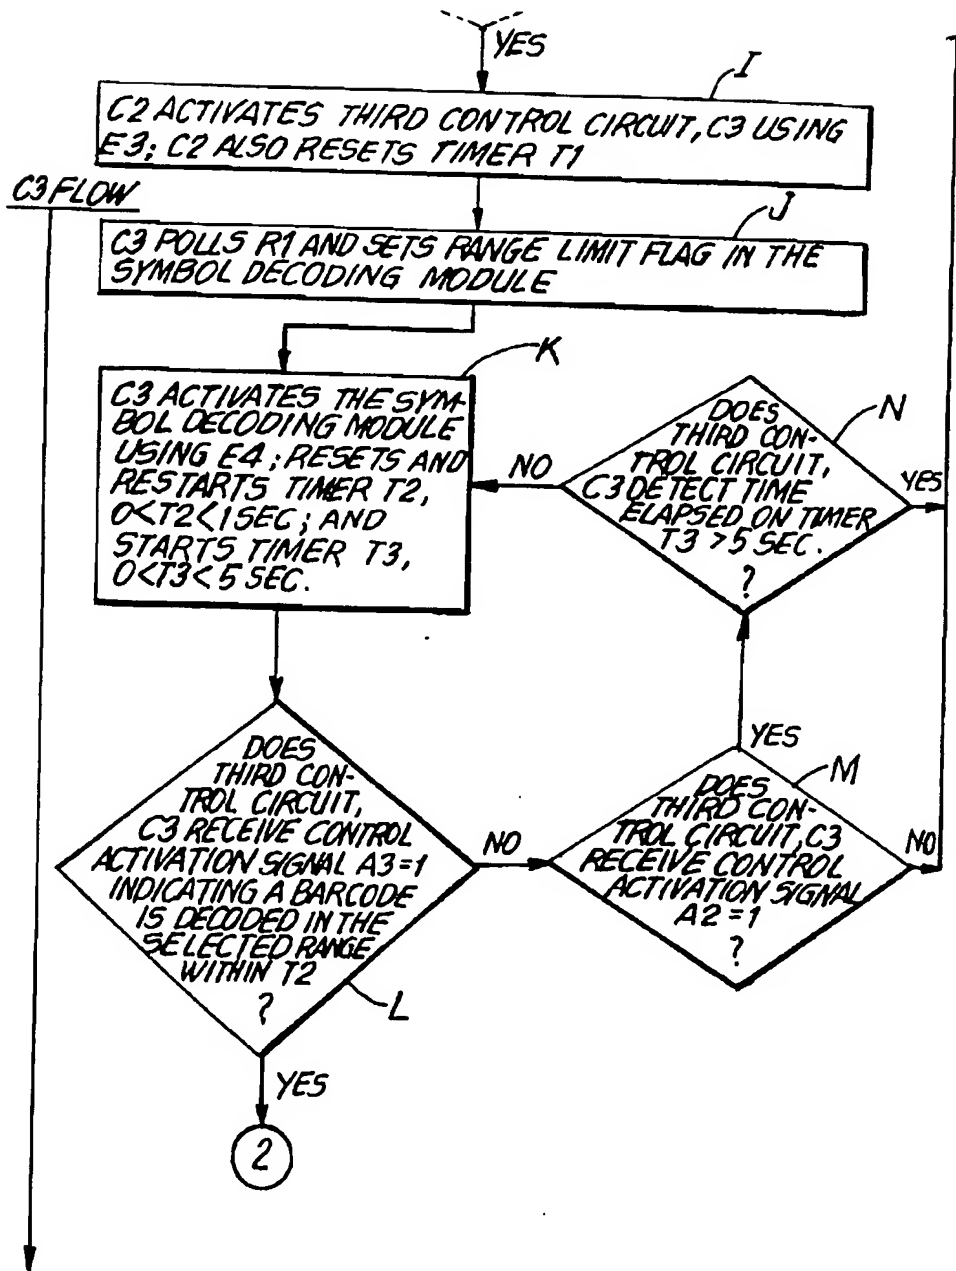 YES
I
C2 ACTIVATES THIRD CONTROL CIRCUIT, C3 USING
E3; C2 ALSO RESETS TIMER T1
C3 FLOW
J
C3 POLLS R1 AND SETS RANGE LIMIT FLAG IN THE
SYMBOL DECODING MODULE
K
C3 ACTIVATES THE SYM-
BOL DECODING MODULE
USING E4; RESETS AND
RESTARTS TIMER T2,
0<T2<1SEC; AND
STARTS TIMER T3,
0<T3<5 SEC.
N
DOES
THIRD CON-
TROL CIRCUIT,
C3 DETECT TIME
ELAPSED ON TIMER
T3 >5 SEC.
?
NO
YES
YES
M
DOES
THIRD CON-
TROL CIRCUIT, C3
RECEIVE CONTROL
ACTIVATION SIGNAL
A2=1
?
NO
DOES
THIRD CON-
TROL CIRCUIT,
C3 RECEIVE CONTROL
ACTIVATION SIGNAL A3=1
INDICATING A BARCODE
IS DECODED IN THE
SELECTED RANGE
WITHIN T2
?
NO
L
YES
2